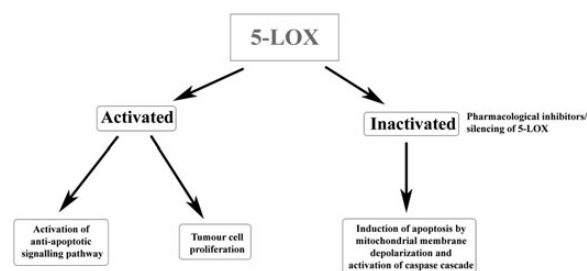 5-LOX
Activated
Inactivated
Pharmacological inhibitors/
silencing of 5-LOX
Activation of
anti-apoptotic
signalling pathway
Tumour cell
proliferation
Induction of apoptosis by
mitochondrial membrane
depolarization and
activation of caspase cascade